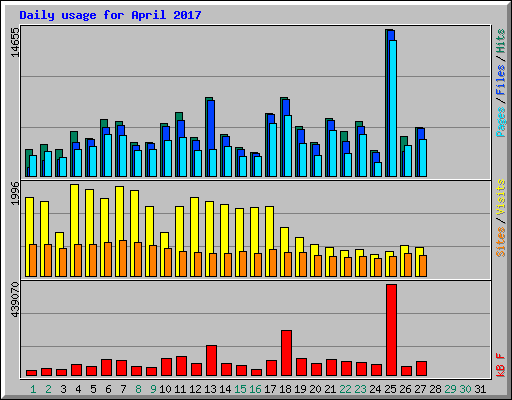 Daily usage for April 2017
14655
Pages / Files / Hits
1996
Sites / Visits
439070
kB F
1 2 3 4 5 6 7 8 9 10 11 12 13 14 15 16 17 18 19 20 21 22 23 24 25 26 27 28 29 30 31